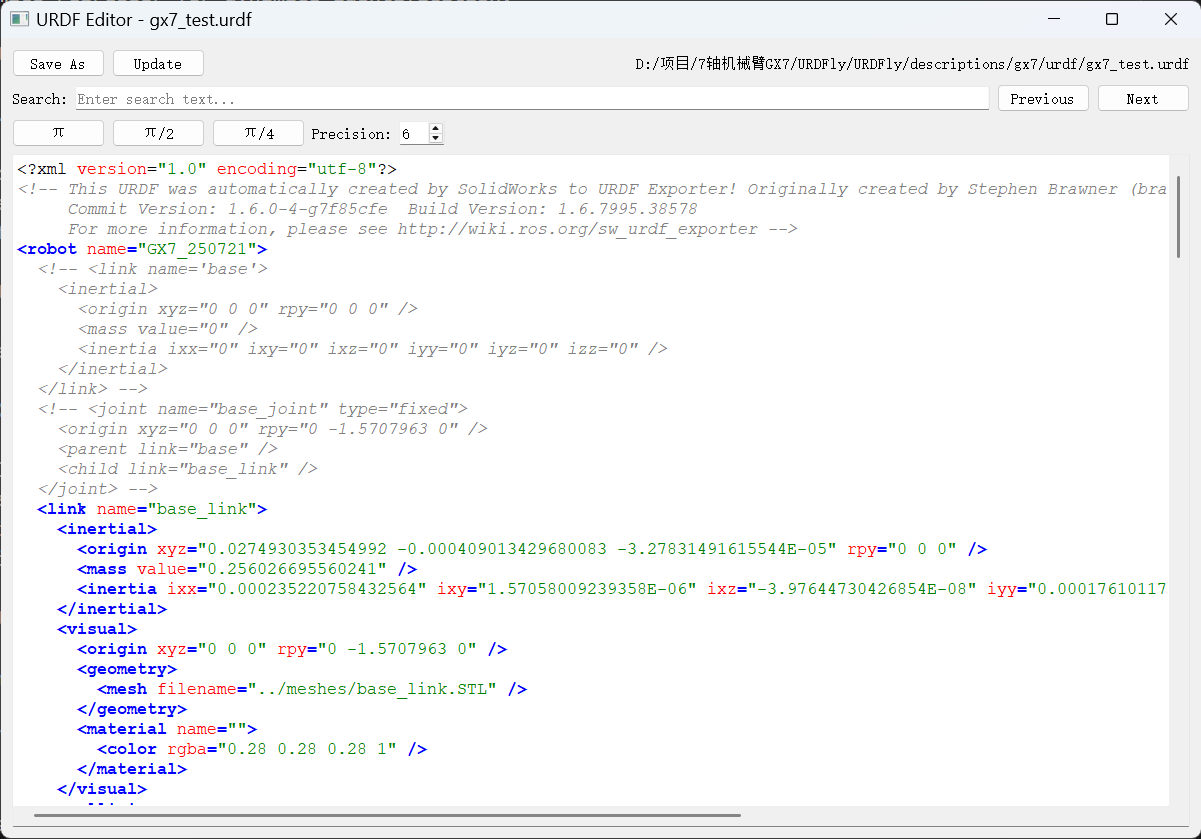 URDF Editor - gx7_test.urdf
Save As Update D:/项目/7轴机械臂GX7/URDFly/URDFly/descriptions/gx7/urdf/gx7_test.urdf
Search: Enter search text... Previous Next
π π/2 π/4 Precision: 6
<?xml version="1.0" encoding="utf-8"?>
<!-- This URDF was automatically created by SolidWorks to URDF Exporter! Originally created by Stephen Brawner (bra
Commit Version: 1.6.0-4-g7f85cfe  Build Version: 1.6.7995.38578
For more information, please see http://wiki.ros.org/sw_urdf_exporter -->
<robot name="GX7_250721">
<!-- <link name='base'>
<inertial>
<origin xyz="0 0 0" rpy="0 0 0" />
<mass value="0" />
<inertia ixx="0" ixy="0" ixz="0" iyy="0" iyz="0" izz="0" />
</inertial>
</link> -->
<!-- <joint name="base_joint" type="fixed">
<origin xyz="0 0 0" rpy="0 -1.5707963 0" />
<parent link="base" />
<child link="base_link" />
</joint> -->
<link name="base_link">
<inertial>
<origin xyz="0.0274930353454992 -0.000409013429680083 -3.27831491615544E-05" rpy="0 0 0" />
<mass value="0.256026695560241" />
<inertia ixx="0.000235220758432564" ixy="1.57058009239358E-06" ixz="-3.97644730426854E-08" iyy="0.00017610117
</inertial>
<visual>
<origin xyz="0 0 0" rpy="0 -1.5707963 0" />
<geometry>
<mesh filename="../meshes/base_link.STL" />
</geometry>
<material name="">
<color rgba="0.28 0.28 0.28 1" />
</material>
</visual>